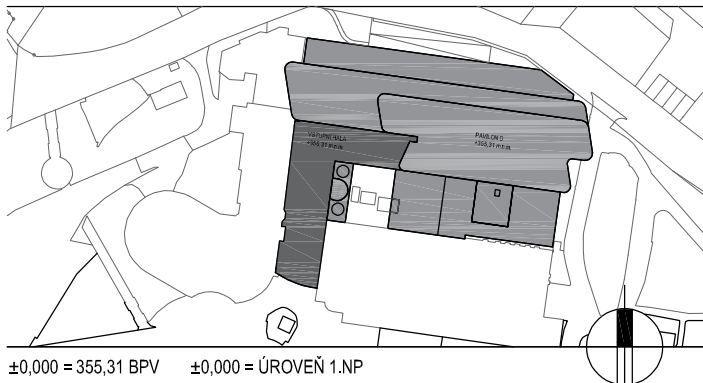 VSTUPNÍ HALA
+355,31 m.n.m.
PAVILON D
+355,31 m.n.m.
±0,000 = 355,31 BPV ±0,000 = ÚROVEŇ 1.NP